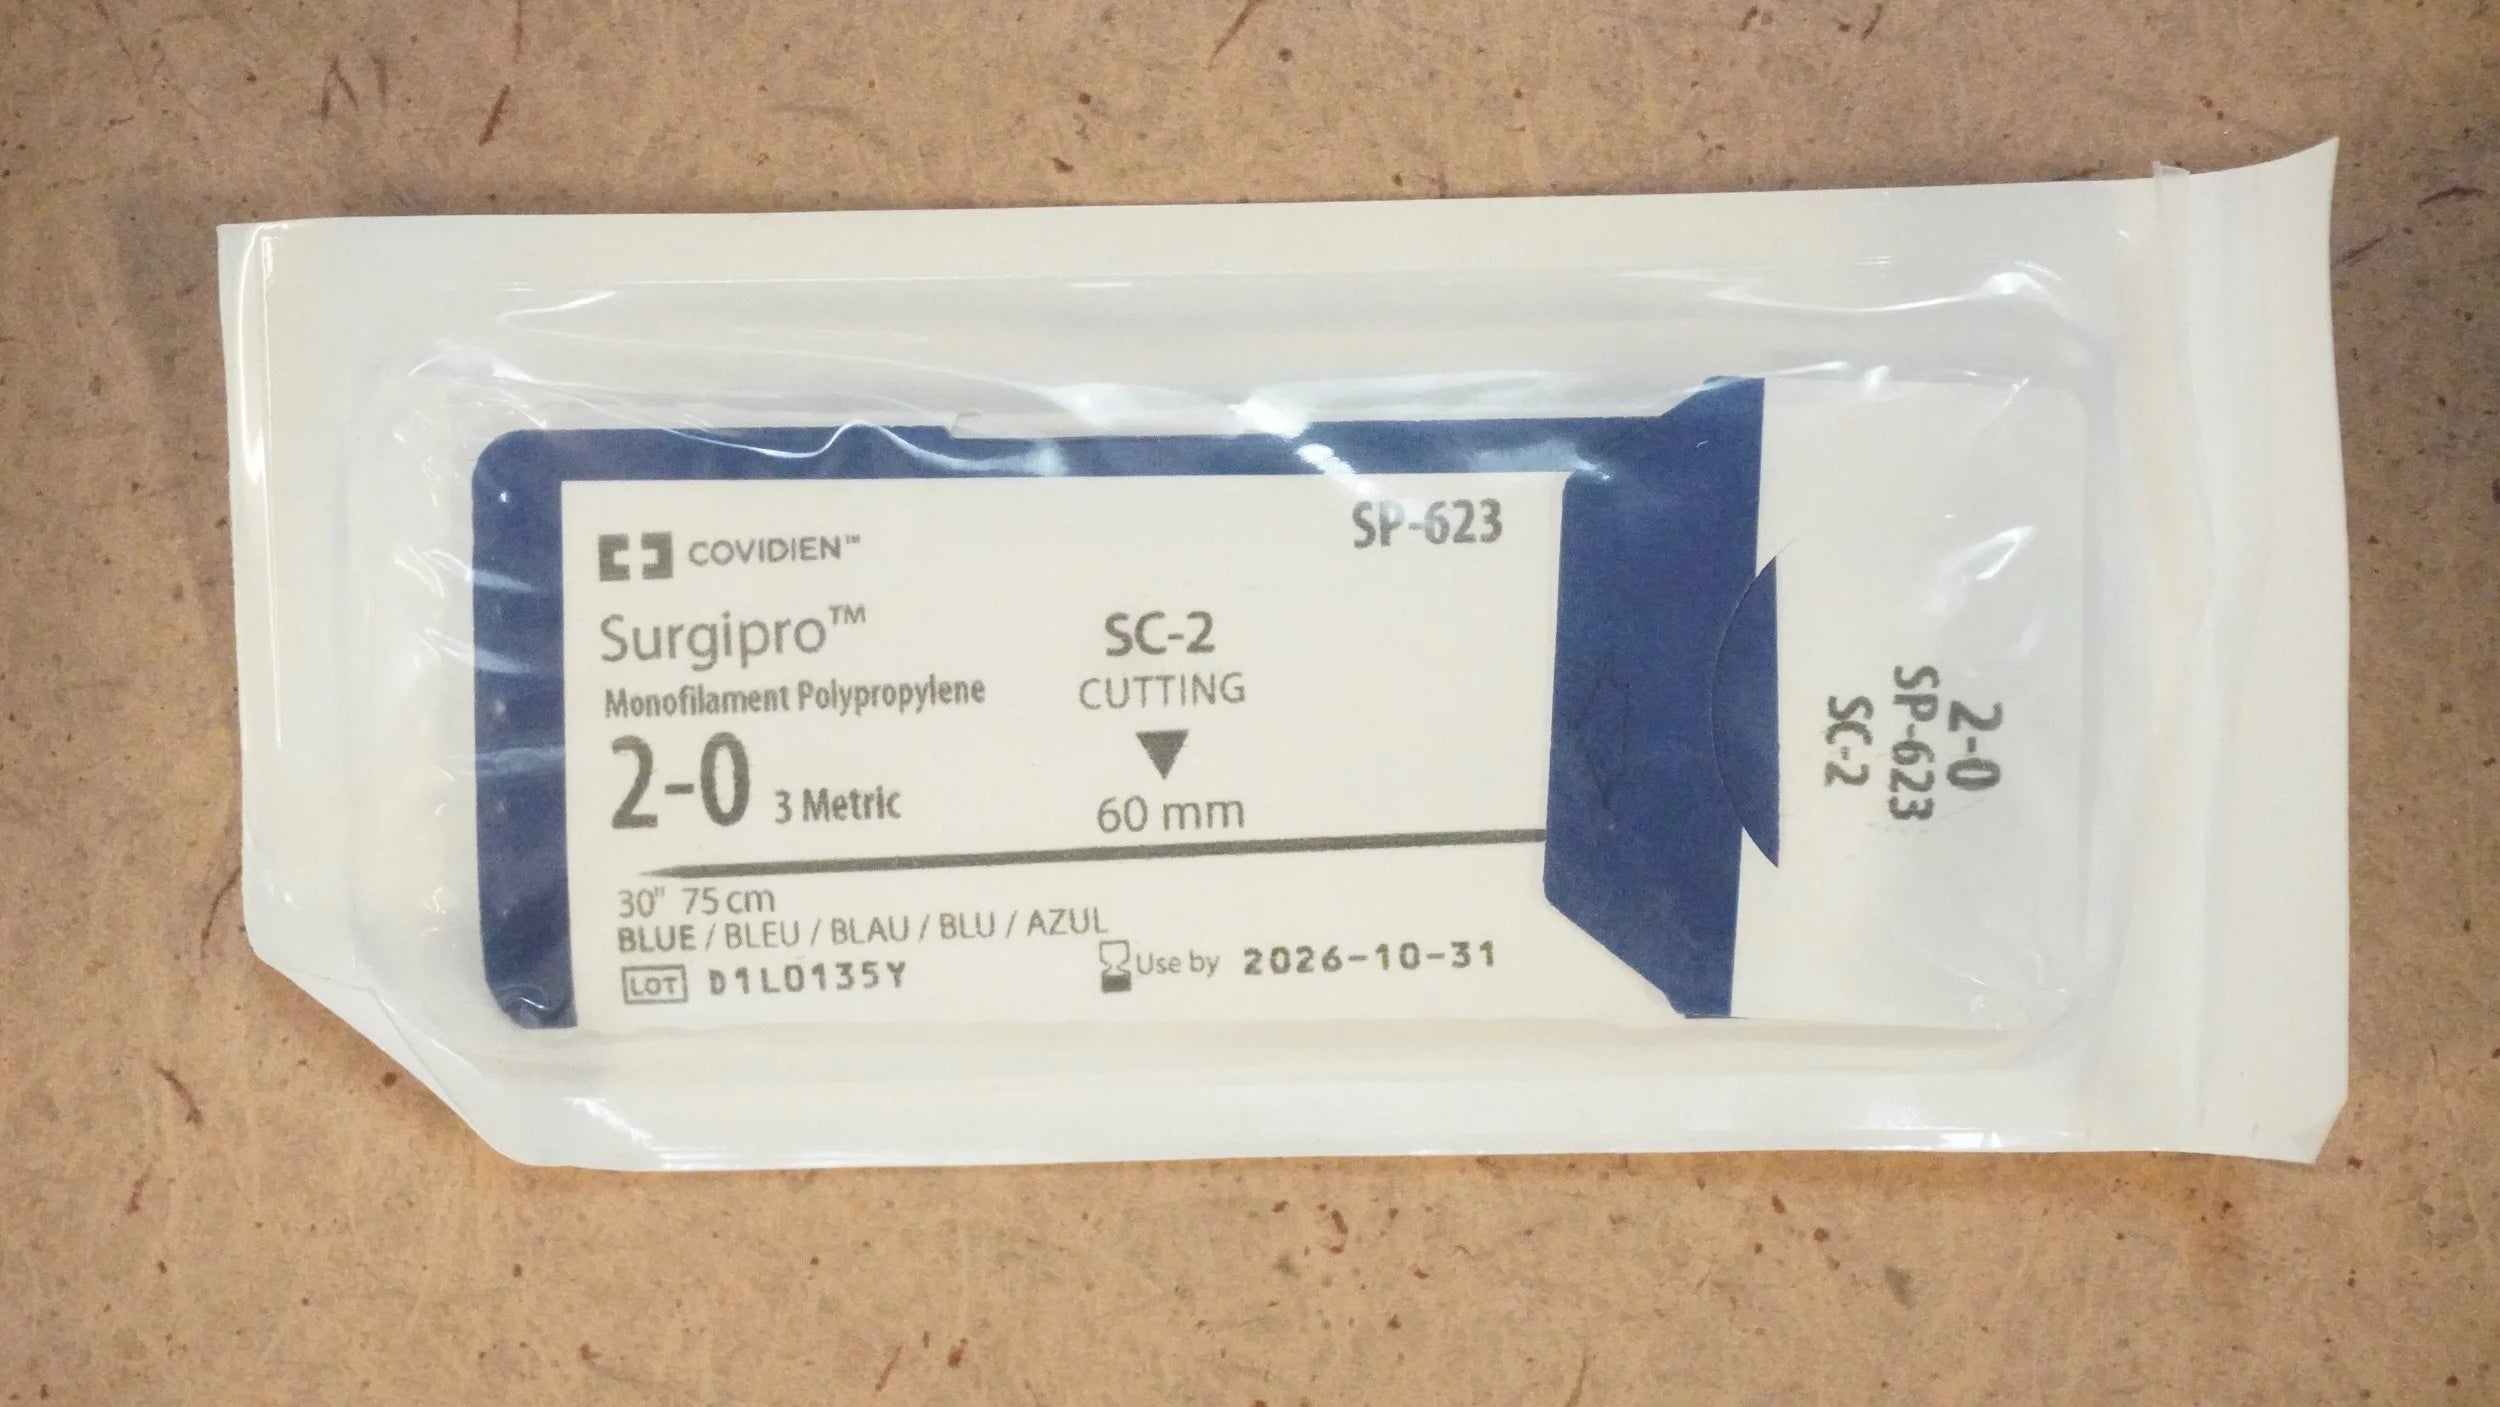 COVIDIEN™
SP-623
Surgipro™
Monofilament Polypropylene
2-0 3 Metric
SC-2
CUTTING
60 mm
30" 75 cm
BLUE / BLEU / BLAU / BLU / AZUL
LOT D1L0135Y
Use by 2026-10-31
2-0
SP-623
SC-2